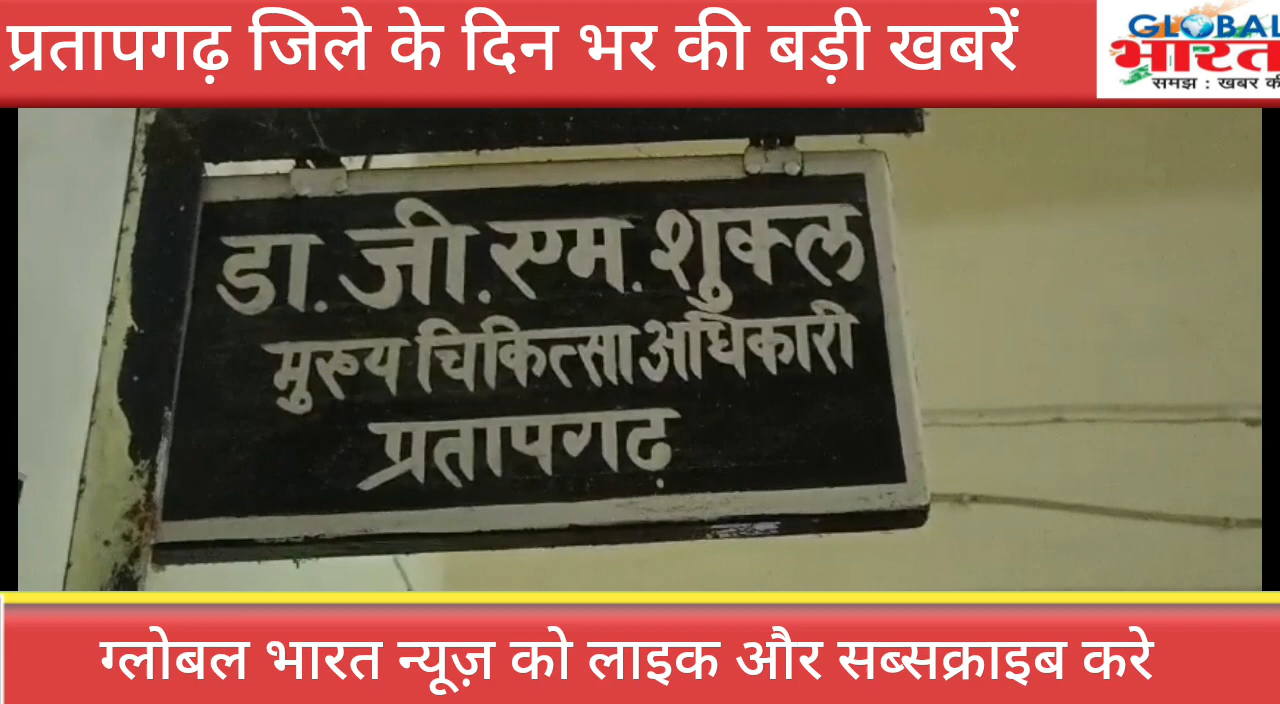 प्रतापगढ़ जिले के दिन भर की बड़ी खबरें
GLOBAL
भारत
समझ : खबर की
डा. जी. एम. शुक्ल
मुख्य चिकित्सा अधिकारी
प्रतापगढ़
ग्लोबल भारत न्यूज़ को लाइक और सब्सक्राइब करे